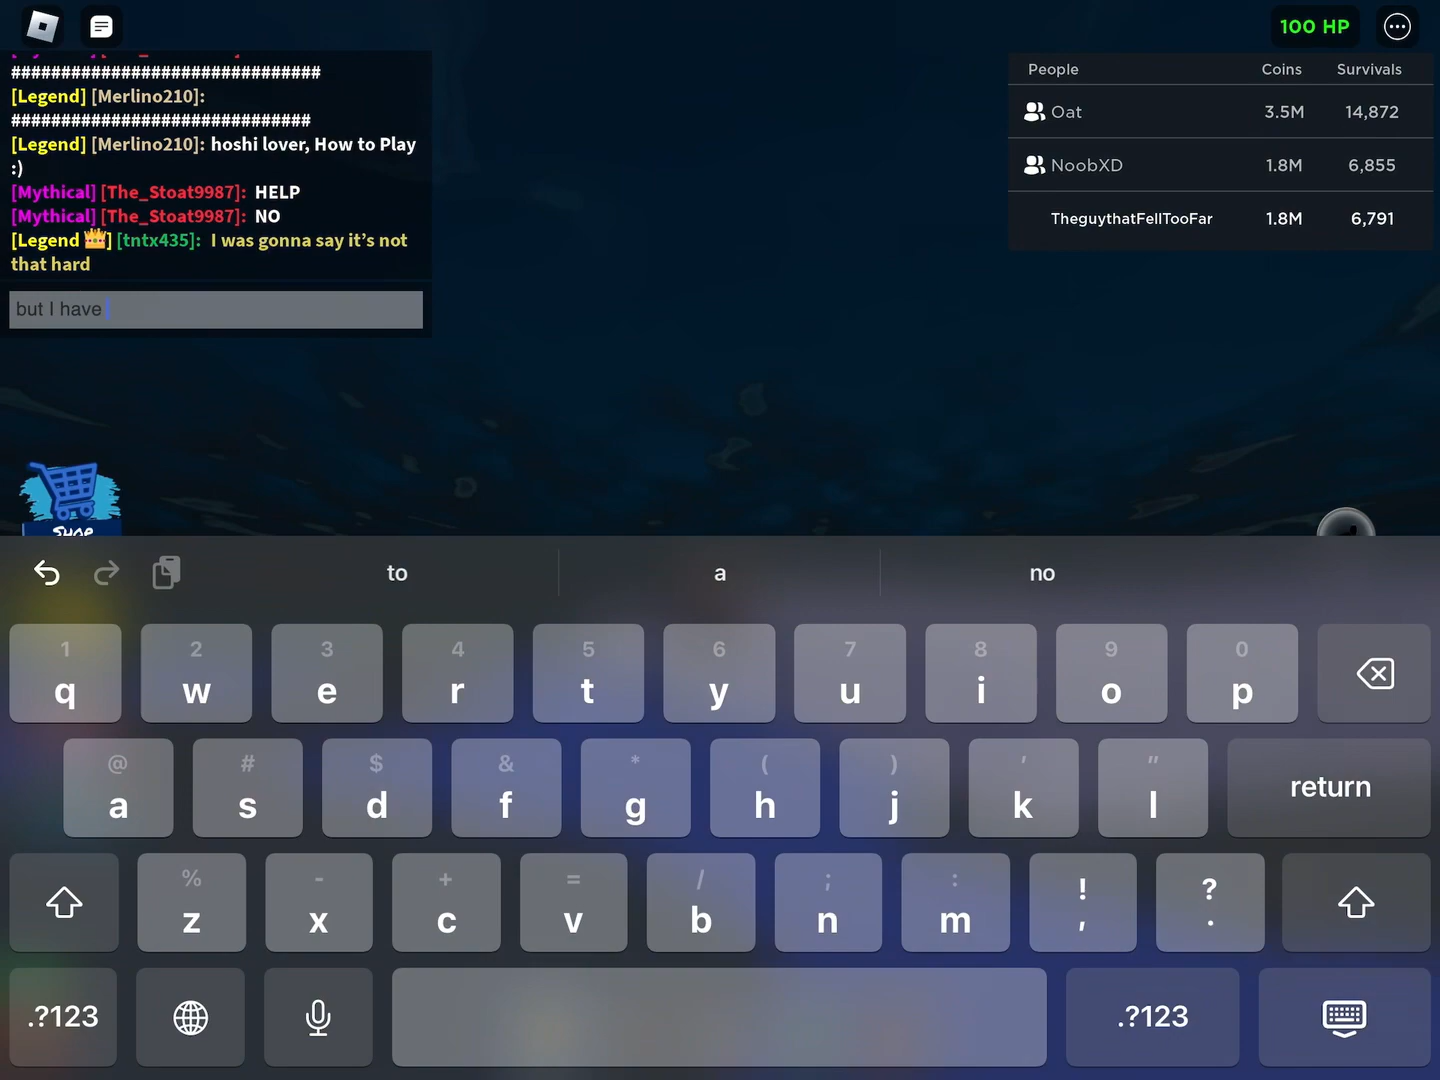 100 HP
##############################
[Legend] [Merlino210]:
#############################
[Legend] [Merlino210]: hoshi lover, How to Play
:)
[Mythical] [The_Stoat9987]: HELP
[Mythical] [The_Stoat9987]: NO
[Legend 👑] [tntx435]: I was gonna say it’s not
that hard
but I have
People Coins Survivals
Oat 3.5M 14,872
NoobXD 1.8M 6,855
TheguythatFellTooFar 1.8M 6,791
SHOP
to a no
1 2 3 4 5 6 7 8 9 0
q w e r t y u i o p
@ # $ & * ( ) ' "
a s d f g h j k l return
% - + = / ; : ! ?
z x c v b n m , .
.?123 .?123